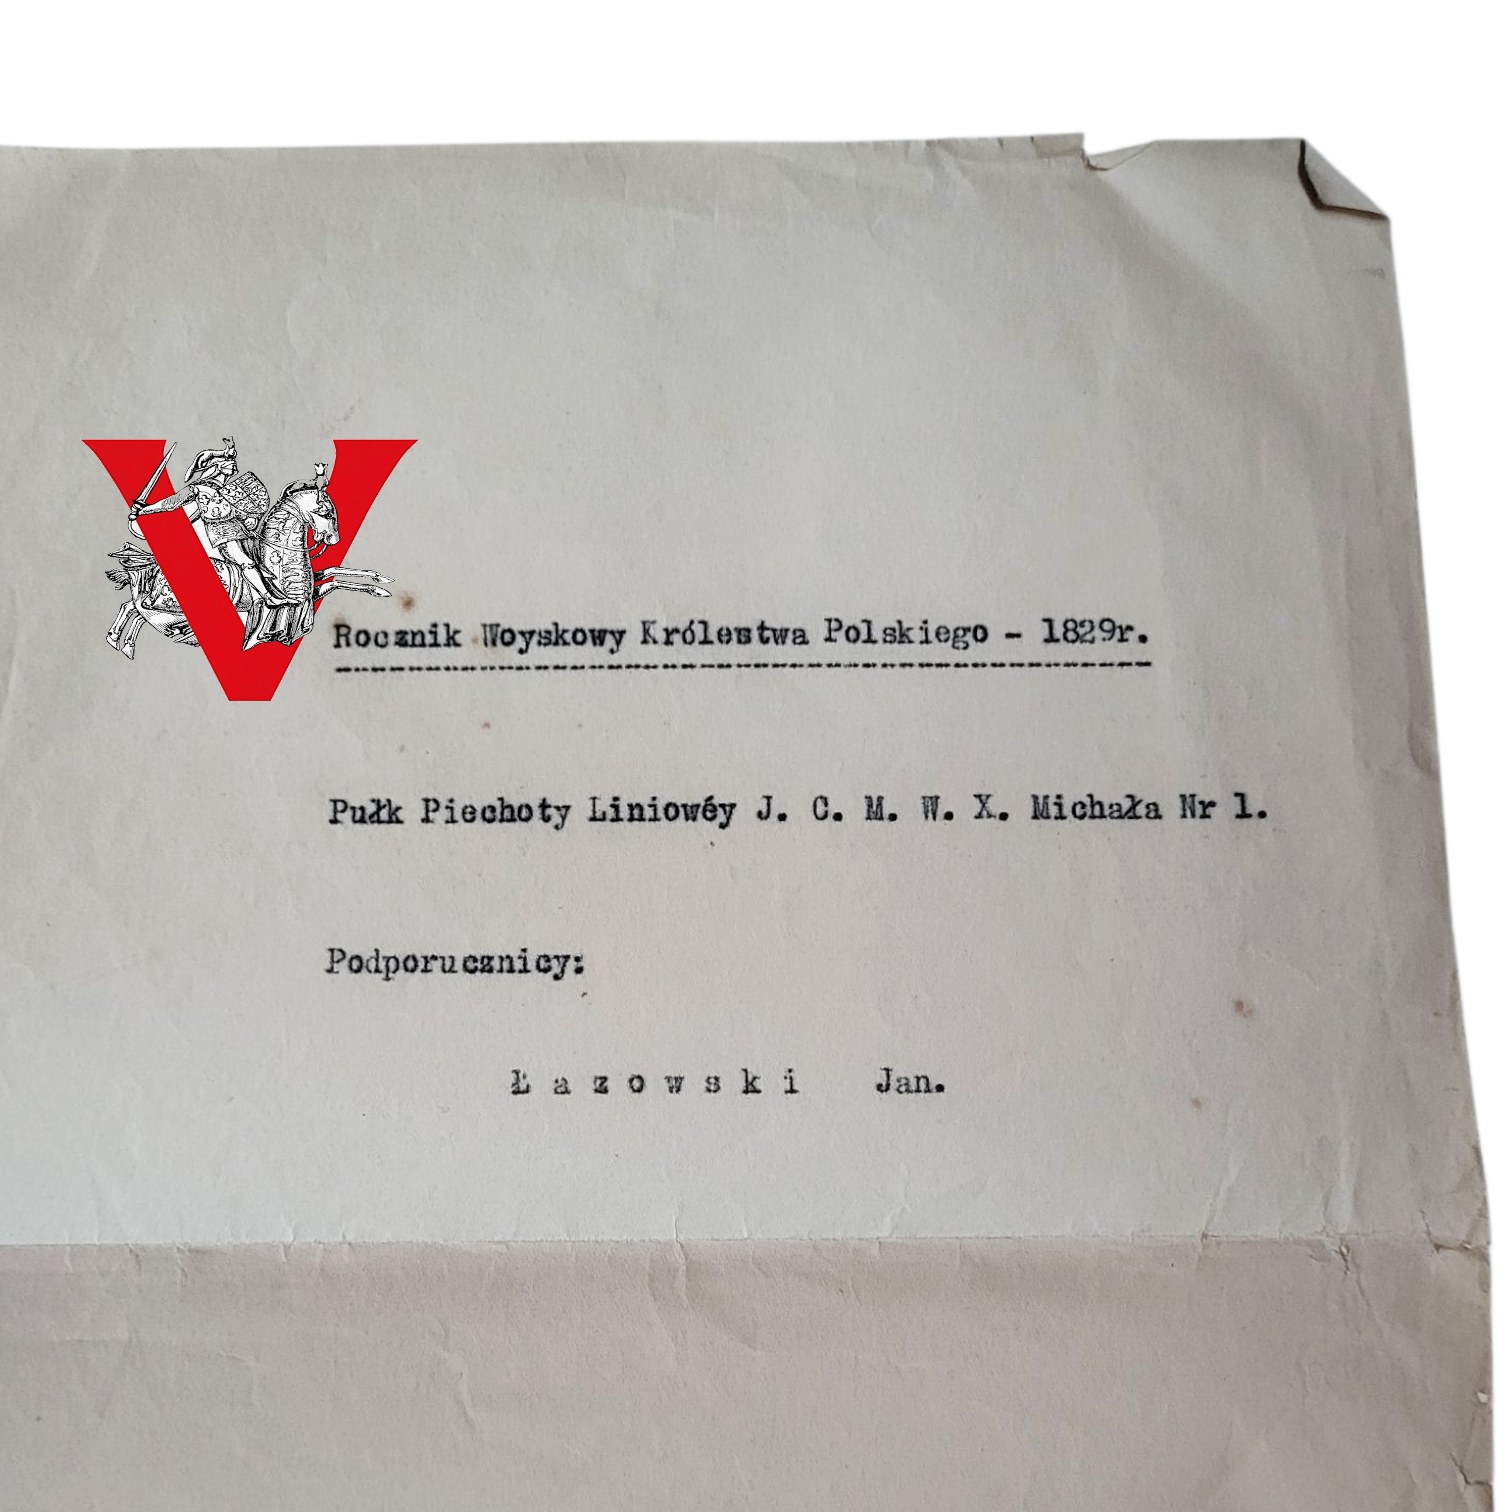 V
Rocznik Woyskowy Królestwa Polskiego - 1829r.
Pułk Piechoty Liniowéy J. C. M. W. X. Michała Nr 1.
Podporucznicy:
Łazowski Jan.